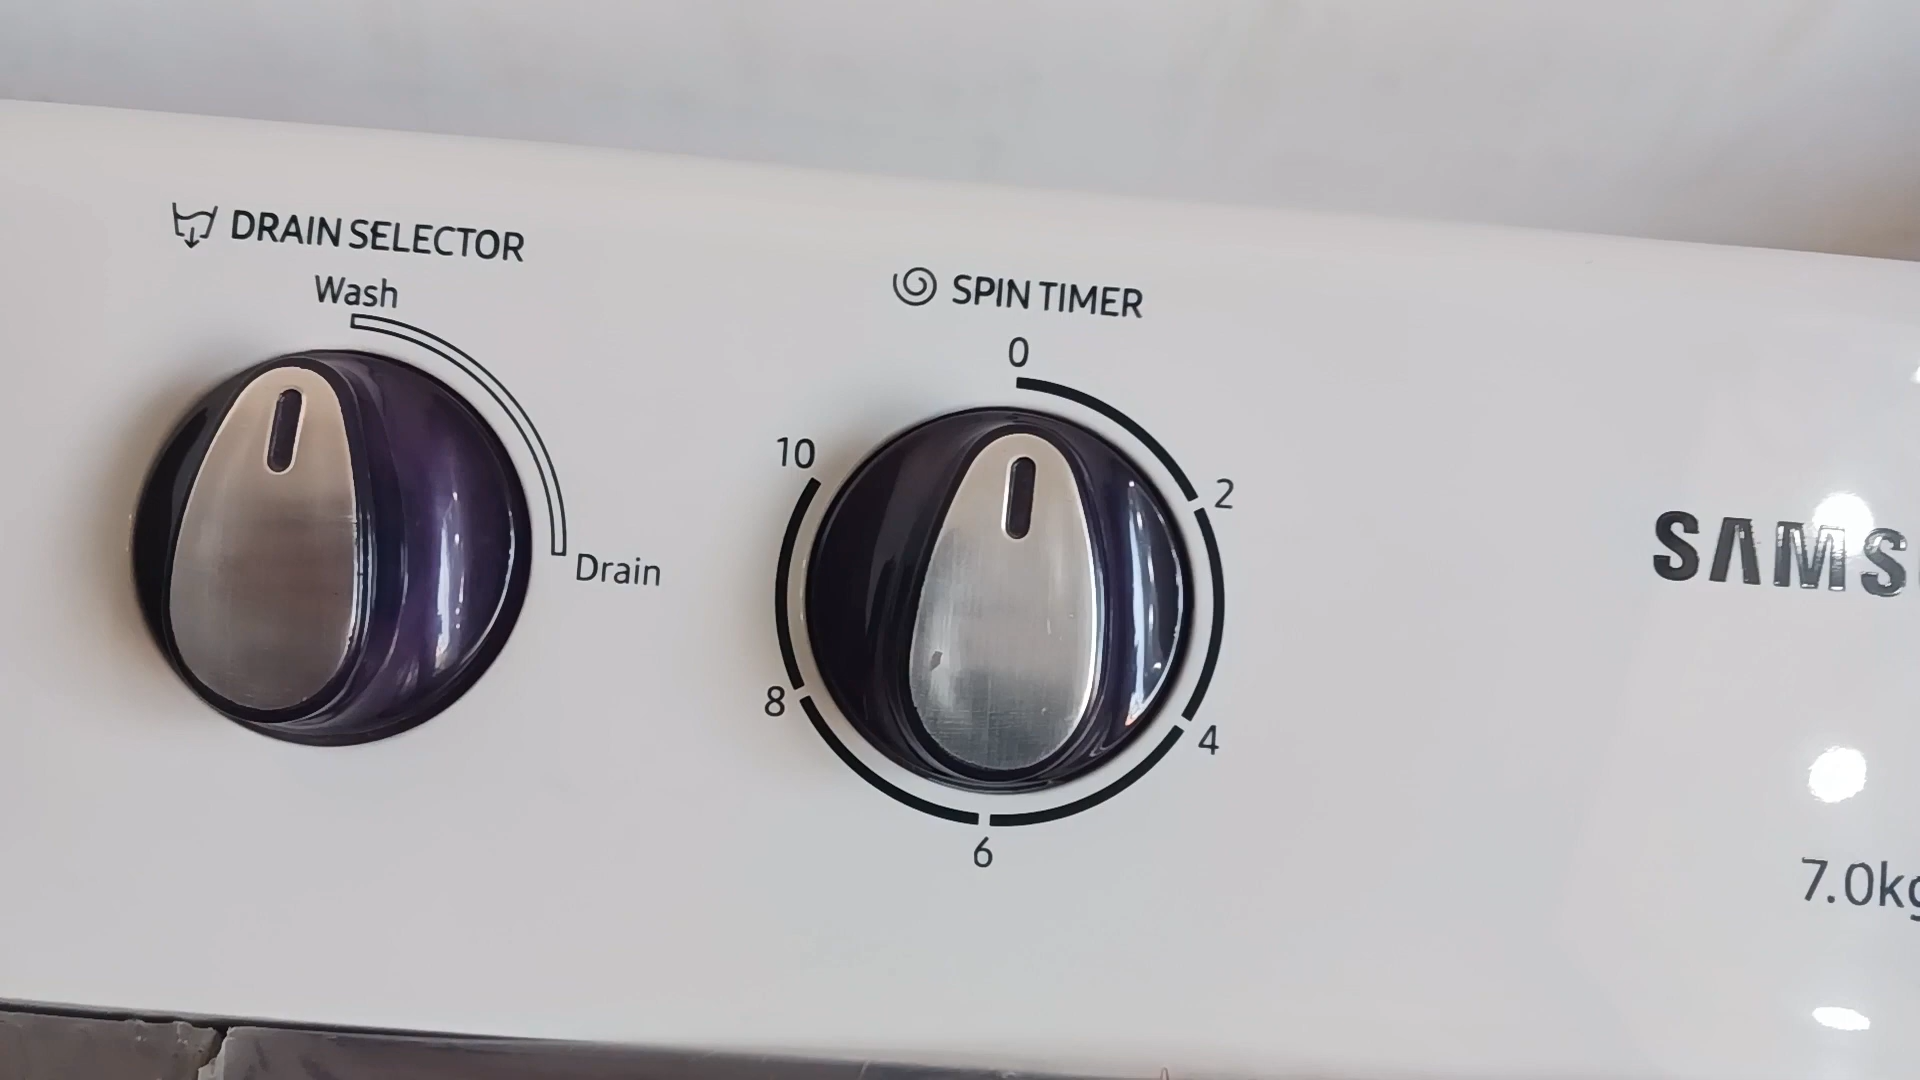 DRAIN SELECTOR
Wash
Drain
SPIN TIMER
0
2
4
6
8
10
SAMS
7.0kg